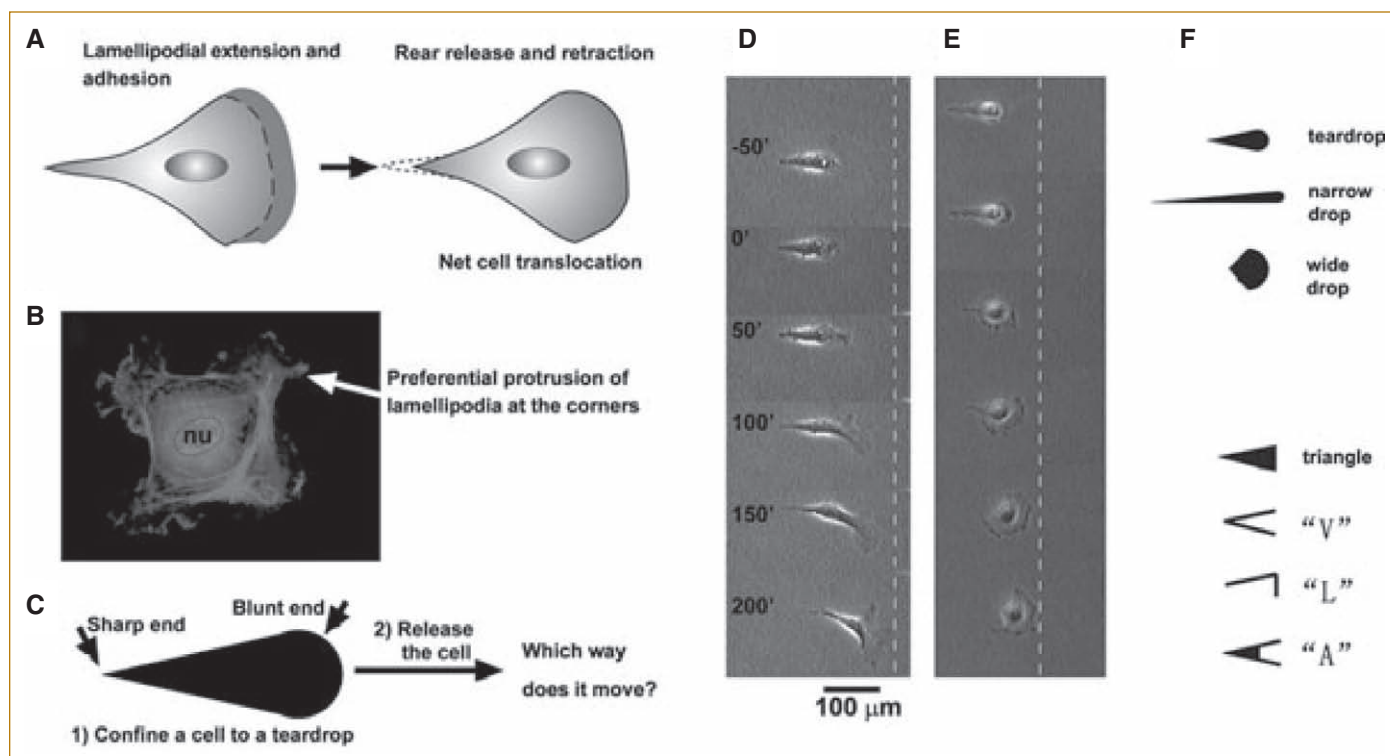 A
Lamellipodial extension and
adhesion
Rear release and retraction
Net cell translocation
B
nu
Preferential protrusion of
lamellipodia at the corners
C
Sharp end
Blunt end
2) Release
the cell
Which way
does it move?
1) Confine a cell to a teardrop
D
-50'
0'
50'
100'
150'
200'
100 μm
E
F
teardrop
narrow
drop
wide
drop
triangle
“V”
“L”
“A”